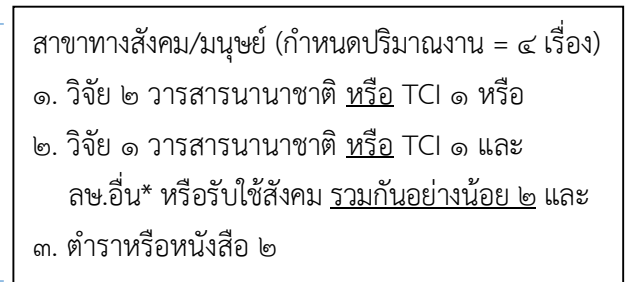 สาขาทางสังคม/มนุษย์ (กำหนดปริมาณงาน = ๔ เรื่อง)
๑. วิจัย ๒ วารสารนานาชาติ หรือ TCI ๑ หรือ
๒. วิจัย ๑ วารสารนานาชาติ หรือ TCI ๑ และ
ลษ.อื่น* หรือรับใช้สังคม รวมกันอย่างน้อย ๒ และ
๓. ตำราหรือหนังสือ ๒